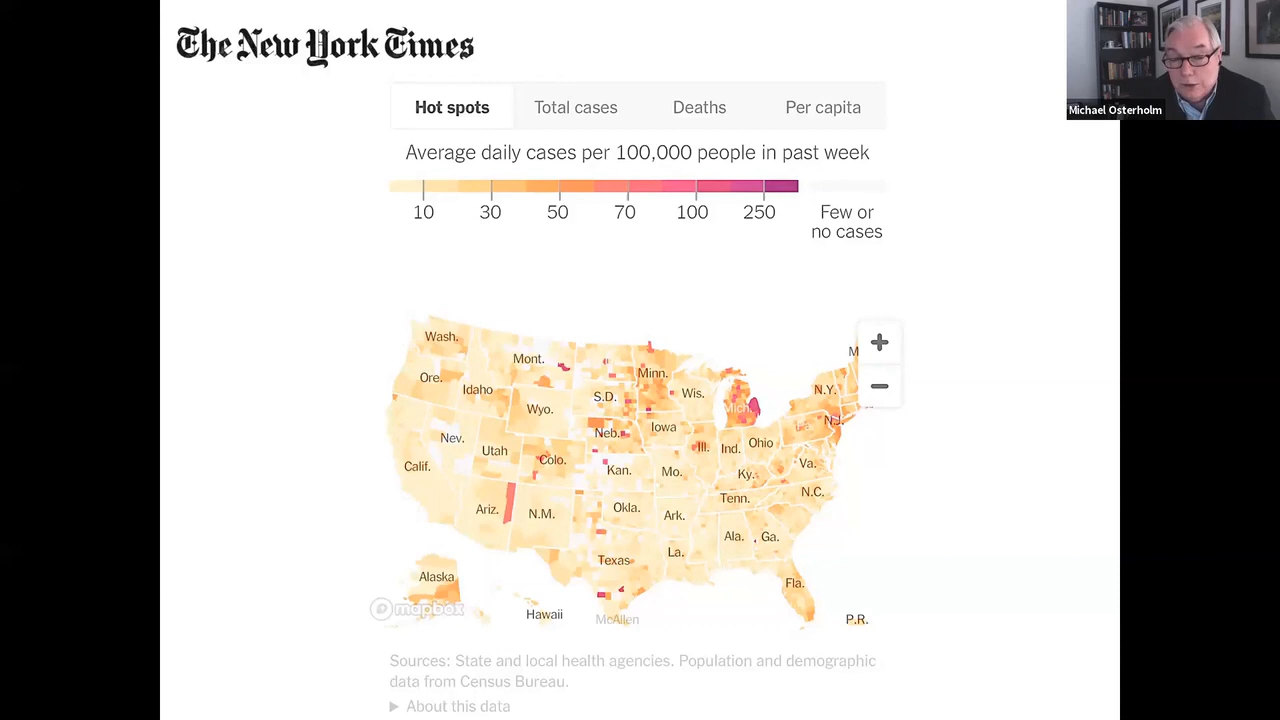 The New York Times
Michael Osterholm
Hot spots Total cases Deaths Per capita
Average daily cases per 100,000 people in past week
10 30 50 70 100 250 Few or
no cases
Wash.
Mont.
Minn.
M
Ore.
Idaho
S.D.
Wis.
N.Y.
Wyo.
Mich.
N.J.
Nev.
Neb.
Iowa
Utah
Colo.
Ill.
Ind.
Ohio
Calif.
Kan.
Mo.
Ky.
Va.
Ariz.
N.M.
Okla.
Ark.
Tenn.
N.C.
Texas
La.
Ala.
Ga.
Alaska
Fla.
mapbox
Hawaii
McAllen
P.R.
Sources: State and local health agencies. Population and demographic
data from Census Bureau.
About this data